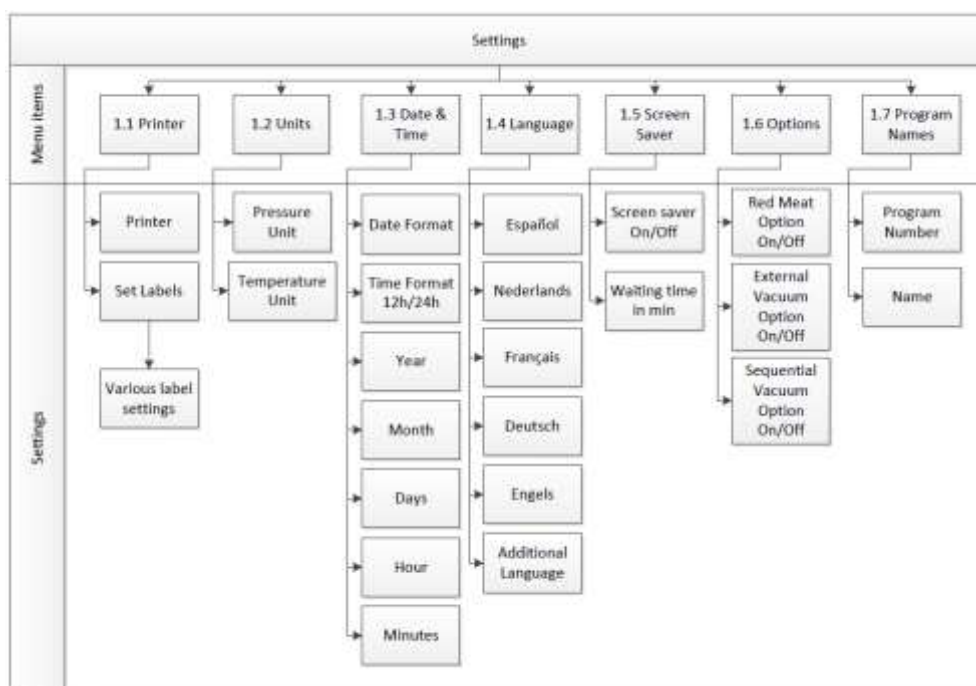 Settings
Menu items
1.1 Printer
1.2 Units
1.3 Date &
Time
1.4 Language
1.5 Screen
Saver
1.6 Options
1.7 Program
Names
Settings
Printer
Set Labels
Various label
settings
Pressure
Unit
Temperature
Unit
Date Format
Time Format
12h/24h
Year
Month
Days
Hour
Minutes
Español
Nederlands
Français
Deutsch
Engels
Additional
Language
Screen saver
On/Off
Waiting time
in min
Red Meat
Option
On/Off
External
Vacuum
Option
On/Off
Sequential
Vacuum
Option
On/Off
Program
Number
Name